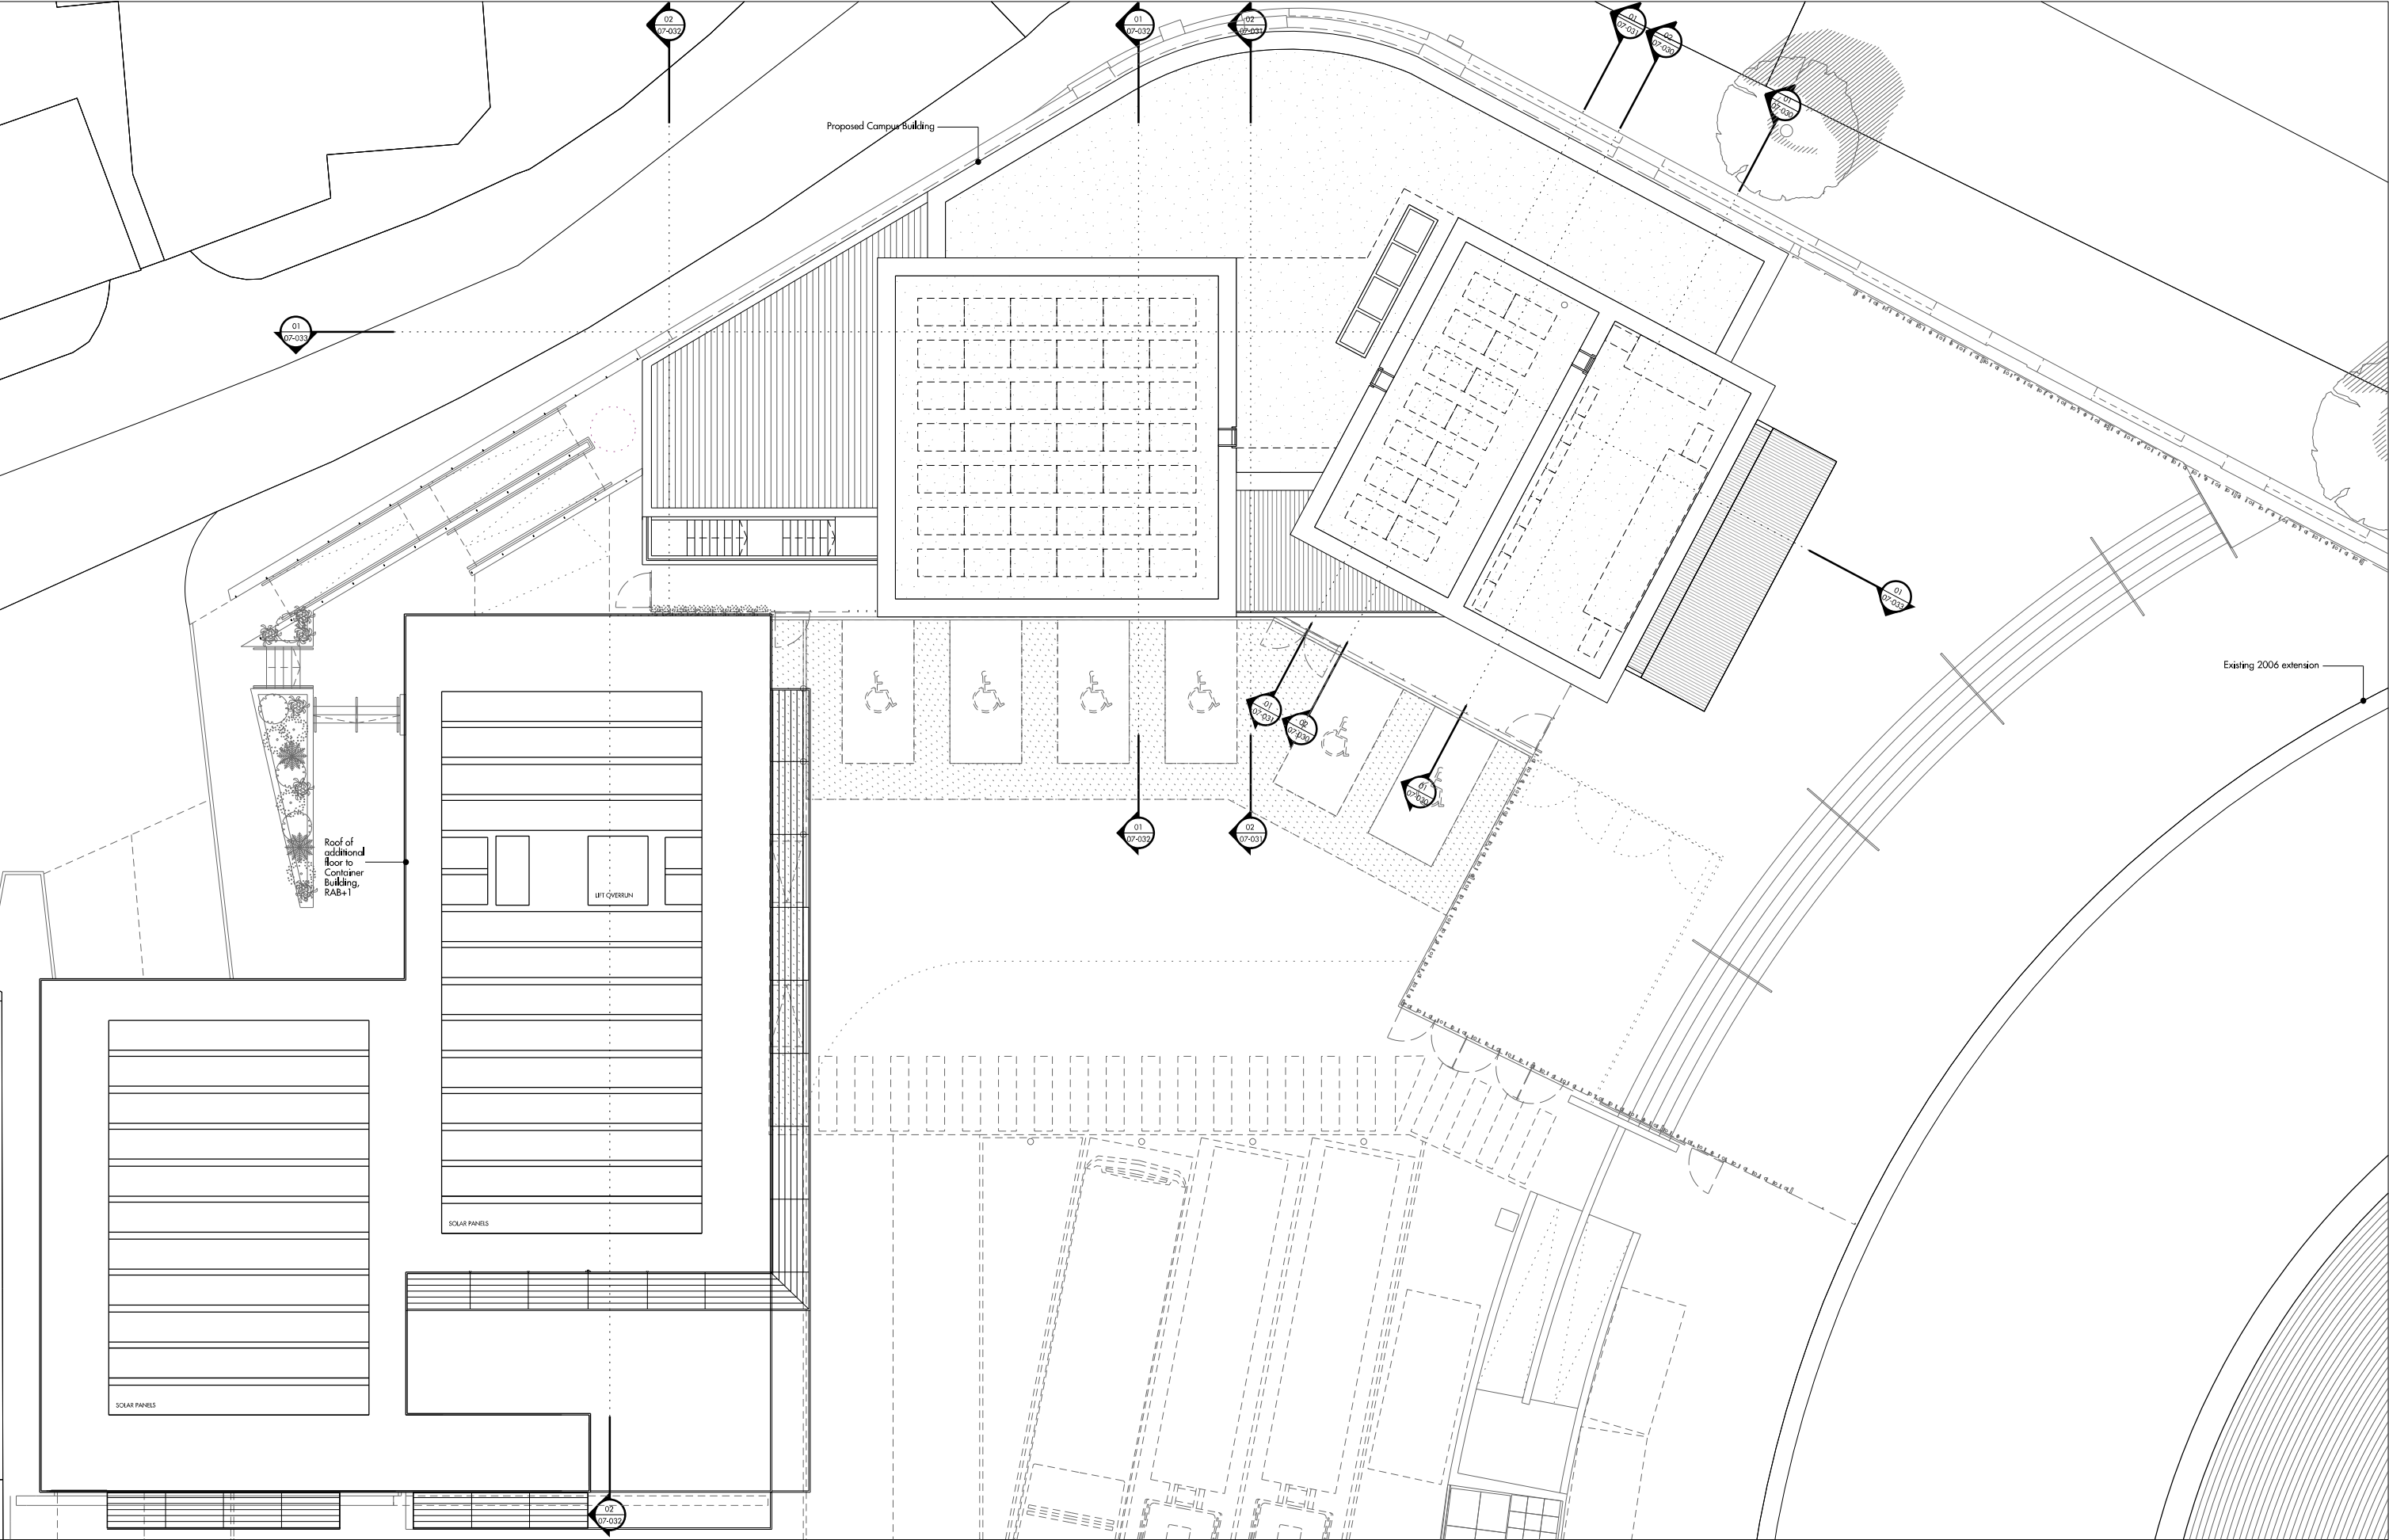 02
07-032
01
07-032
02
07-031
01
07-031
02
07-030
01
07-030
Proposed Campus Building
01
07-033
01
07-033
Existing 2006 extension
01
07-031
02
07-030
01
07-030
01
07-032
02
07-031
Roof of
additional
floor to
Container
Building,
RAB+1
LIFT OVERRUN
SOLAR PANELS
SOLAR PANELS
02
07-032